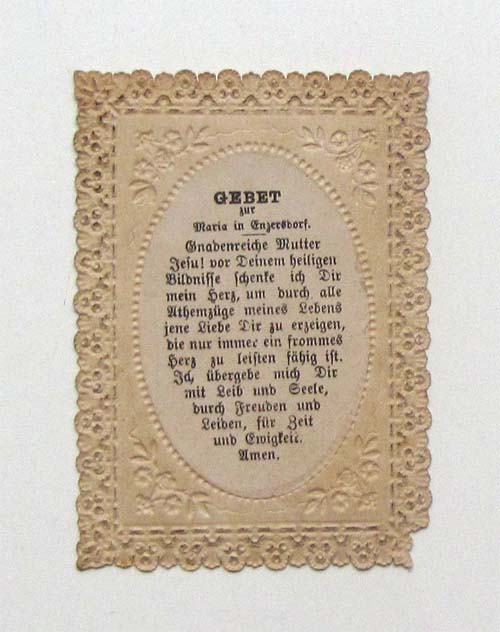 GEBET
zur
Maria in Enzersdorf.
Gnadenreiche Mutter
Jesu! vor Deinem heiligen
Bildnisse schenke ich Dir
mein Herz, um durch alle
Athemzüge meines Lebens
jene Liebe Dir zu erzeigen,
die nur immer ein frommes
Herz zu leisten fähig ist.
Ich übergebe mich Dir
mit Leib und Seele,
durch Freuden und
Leiden, für Zeit
und Ewigkeit.
Amen.